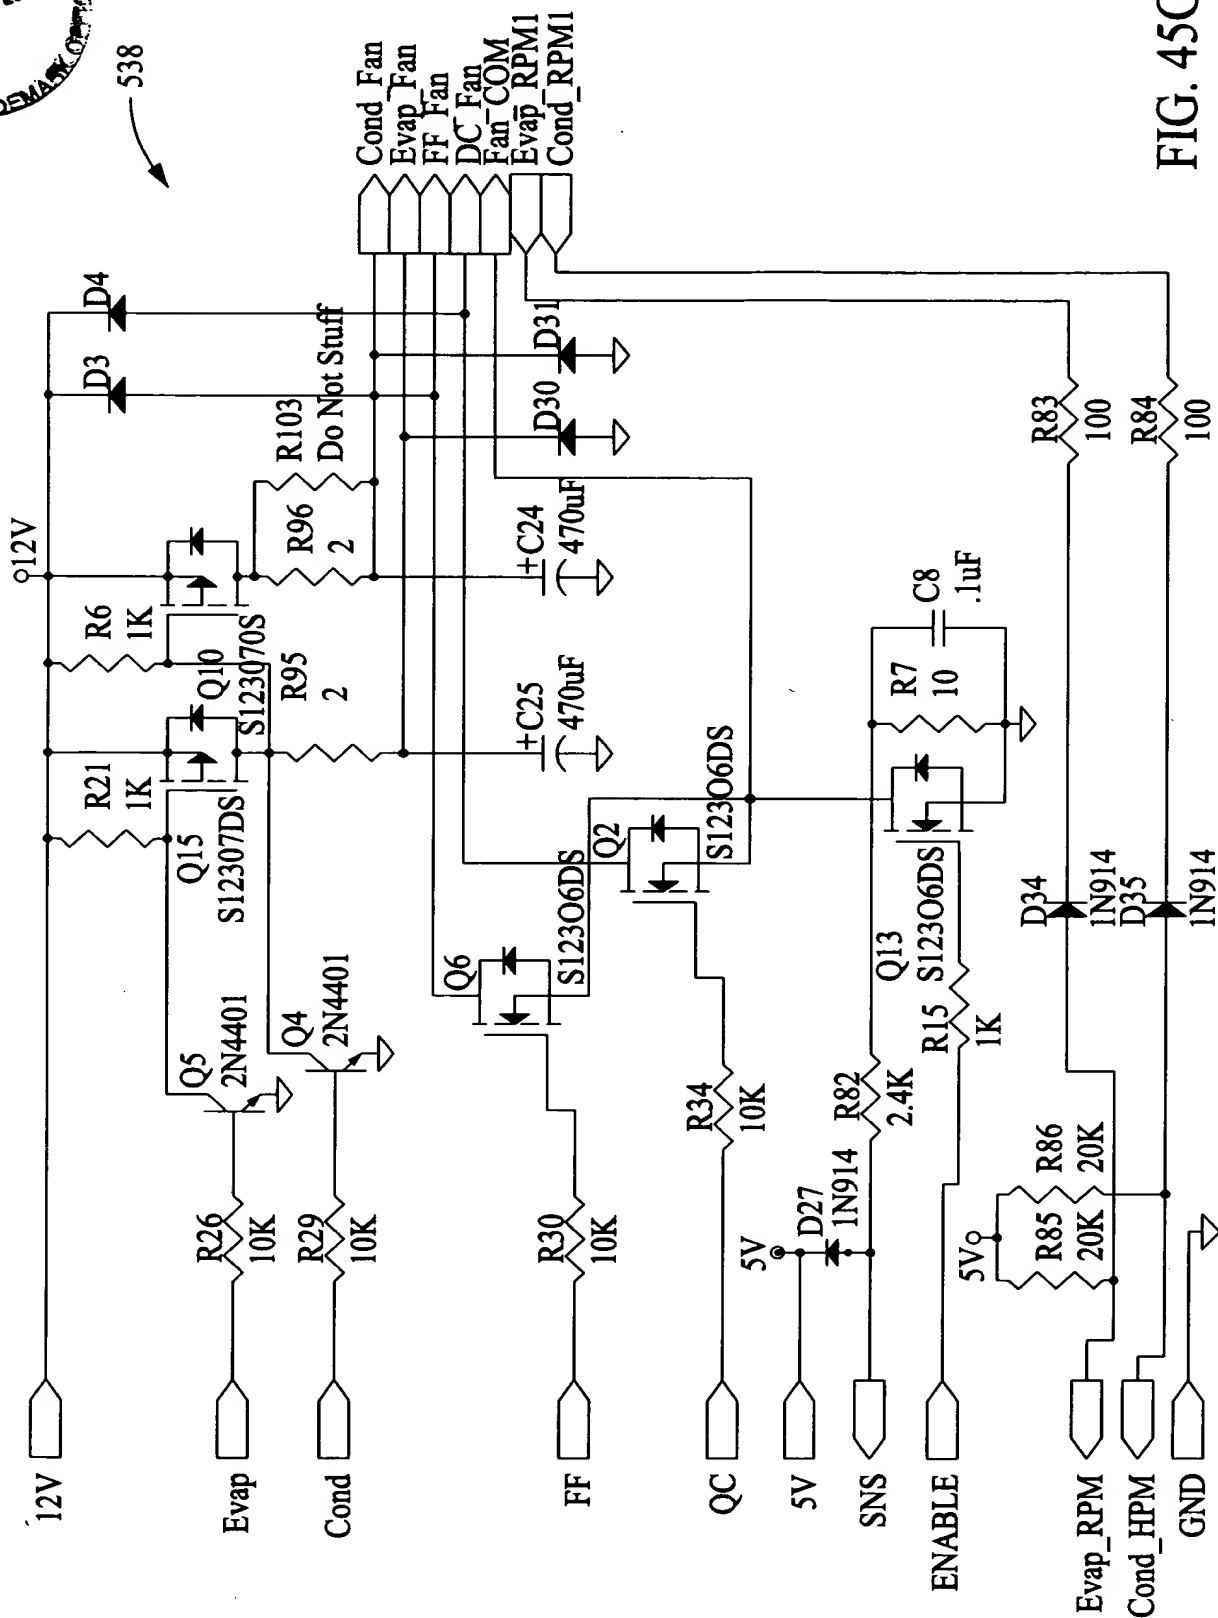 538
12V
Cond_Fan
Evap_Fan
FF_Fan
DC_Fan
Fan_COM
Evap_RPM1
Cond_RPM1
D4
D3
R103
Do Not Stuff
D31
D30
R6
1K
R96
2
+C24
470uF
Q10
S12307OS
R21
1K
R95
2
+C25
470uF
Q15
S12307DS
Q5
2N4401
Q4
2N4401
R26
10K
R29
10K
Q6
S123O6DS
Q2
S123O6DS
R30
10K
R34
10K
R7
10
C8
.1uF
Q13
S123O6DS
R82
2.4K
R15
1K
5V
D27
1N914
R83
100
R84
100
D34
1N914
D35
1N914
5V
R85
20K
R86
20K
12V
Evap
Cond
FF
QC
5V
SNS
ENABLE
Evap_RPM
Cond_HPM
GND
FIG. 45C